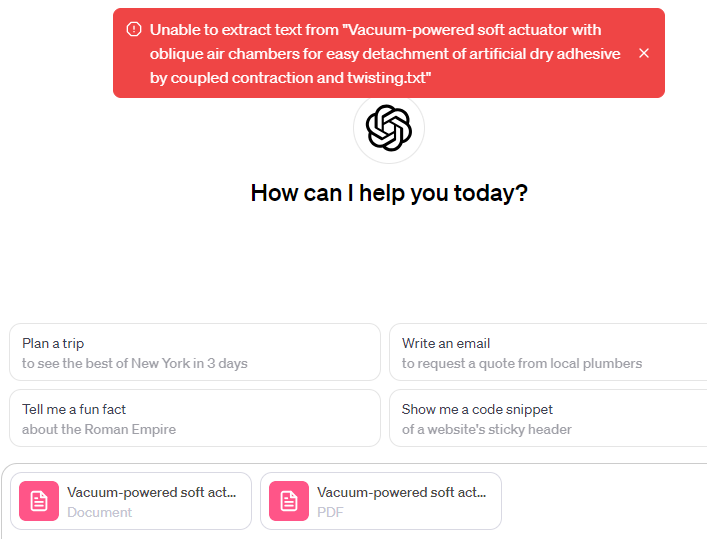 Unable to extract text from "Vacuum-powered soft actuator with
oblique air chambers for easy detachment of artificial dry adhesive
by coupled contraction and twisting.txt"
How can I help you today?
Plan a trip
to see the best of New York in 3 days
Write an email
to request a quote from local plumbers
Tell me a fun fact
about the Roman Empire
Show me a code snippet
of a website's sticky header
Vacuum-powered soft act...
Document
Vacuum-powered soft act...
PDF